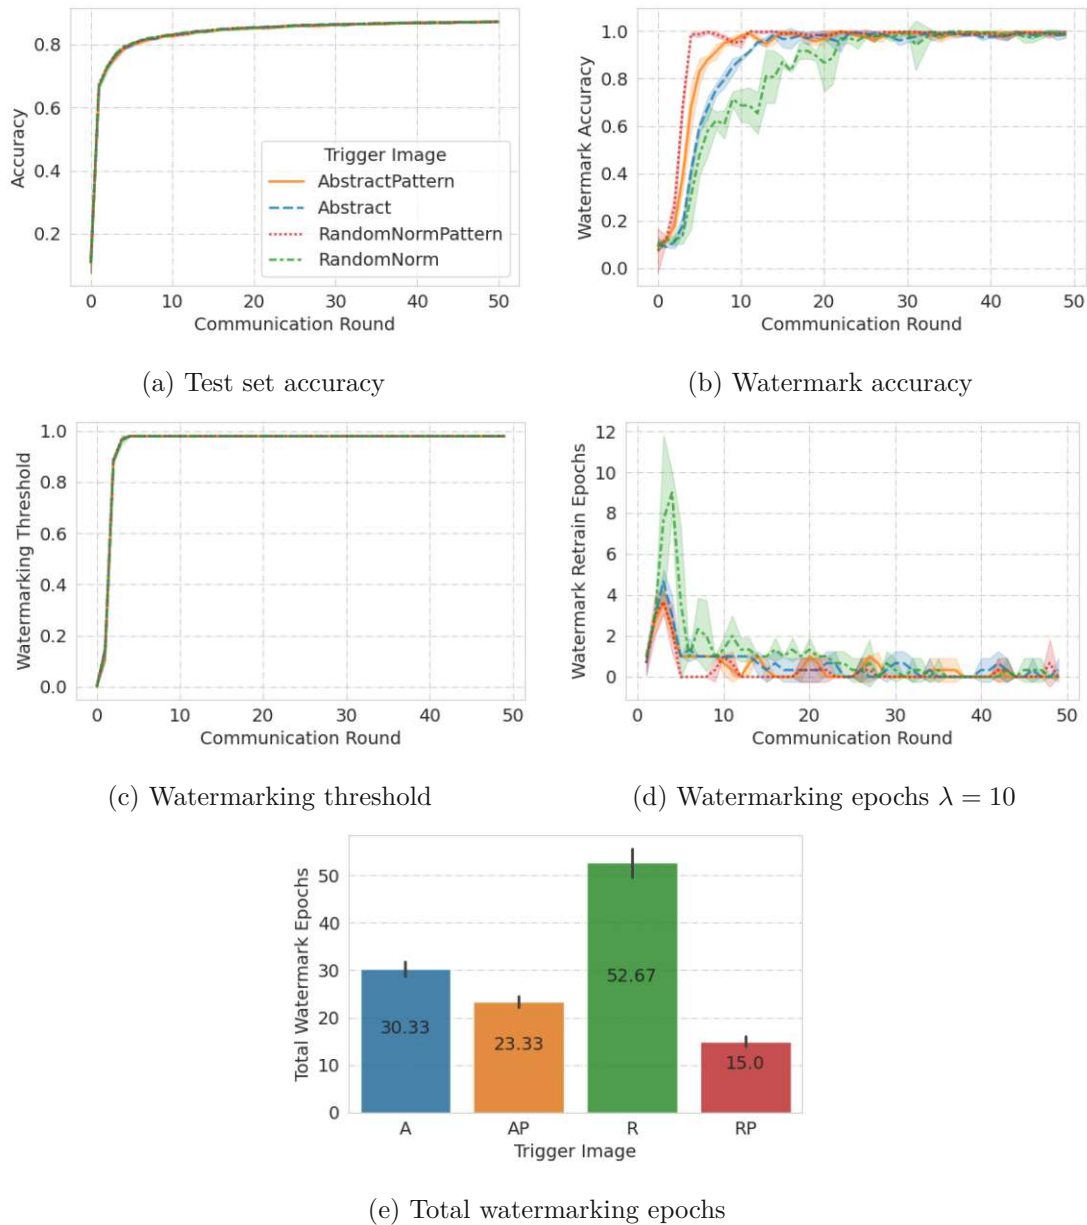 Accuracy
0.8
0.6
0.4
0.2
0
10
20
30
40
50
Communication Round
Trigger Image
AbstractPattern
Abstract
RandomNormPattern
RandomNorm
(a) Test set accuracy
Watermark Accuracy
1.0
0.8
0.6
0.4
0.2
0.0
0
10
20
30
40
50
Communication Round
(b) Watermark accuracy
Watermarking Threshold
1.0
0.8
0.6
0.4
0.2
0.0
0
10
20
30
40
50
Communication Round
(c) Watermarking threshold
Watermark Retrain Epochs
12
10
8
6
4
2
0
0
10
20
30
40
50
Communication Round
(d) Watermarking epochs λ = 10
Total Watermark Epochs
50
40
30
20
10
0
30.33
23.33
52.67
15.0
A
AP
R
RP
Trigger Image
(e) Total watermarking epochs